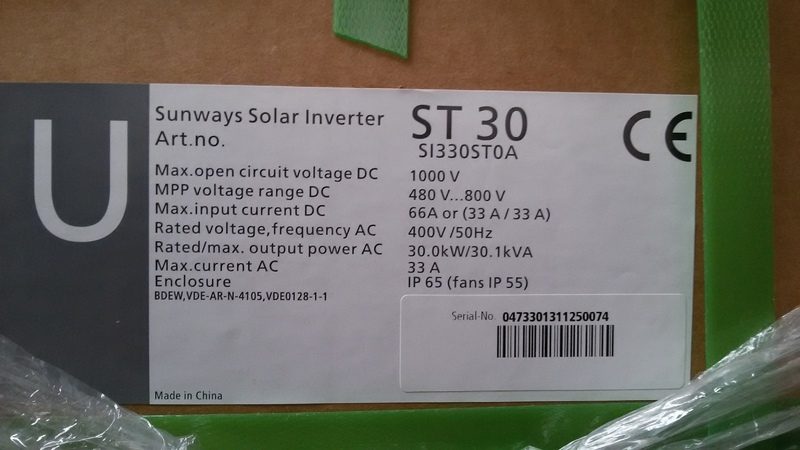 U
Sunways Solar Inverter ST 30
Art.no. SI330ST0A
CE
Max.open circuit voltage DC 1000 V
MPP voltage range DC 480 V...800 V
Max.input current DC 66A or (33 A / 33 A)
Rated voltage,frequency AC 400V /50Hz
Rated/max. output power AC 30.0kW/30.1kVA
Max.current AC 33 A
Enclosure IP 65 (fans IP 55)
BDEW,VDE-AR-N-4105,VDE0128-1-1
Serial-No. 0473301311250074
Made in China